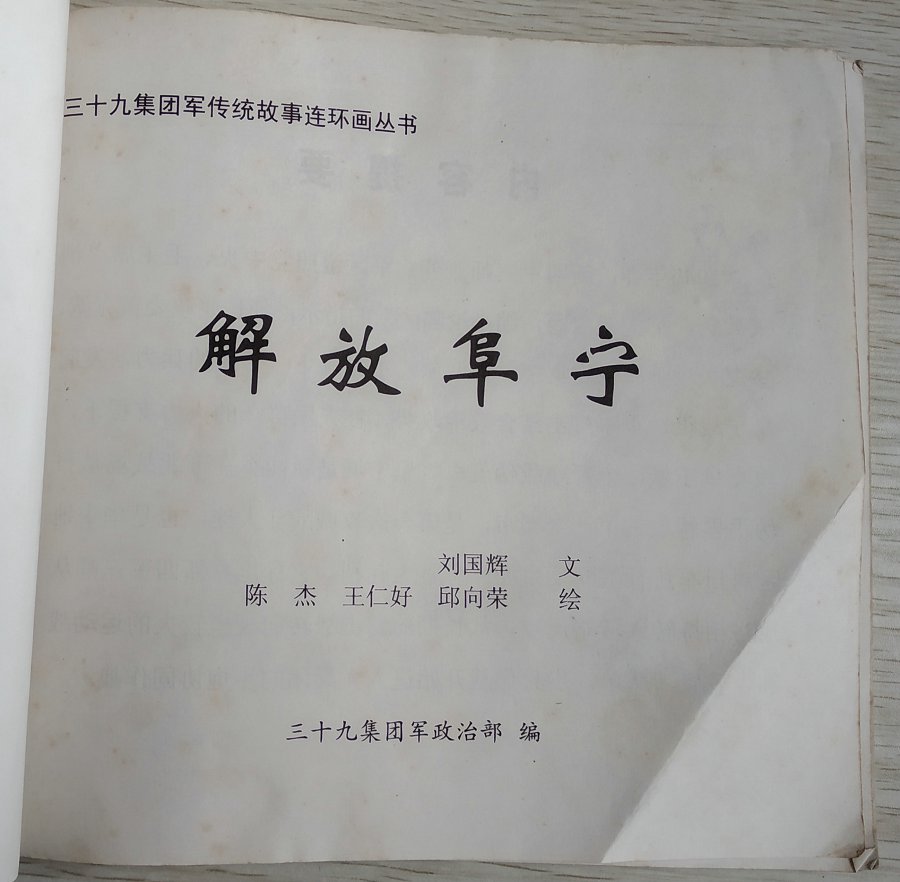 三十九集团军传统故事连环画丛书
解放阜宁
刘国辉 文
陈杰 王仁好 邱向荣 绘
三十九集团军政治部 编